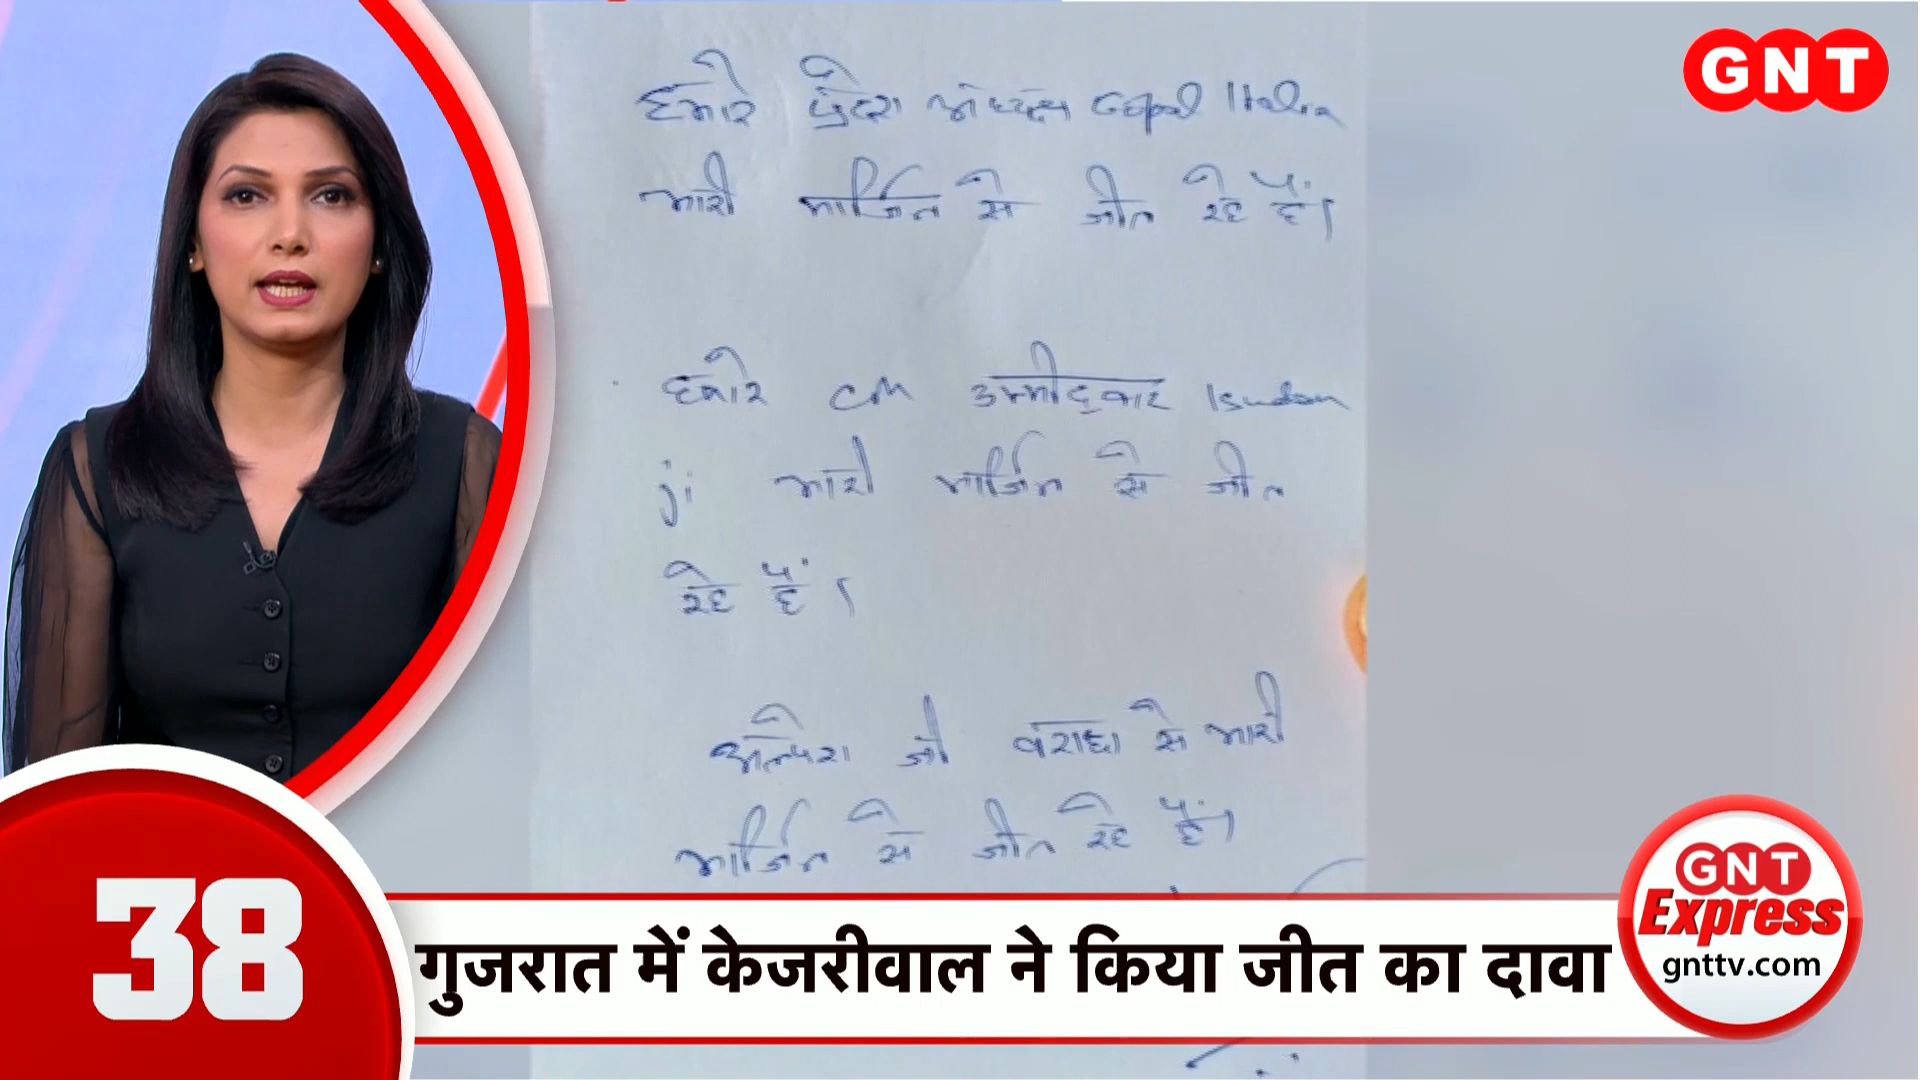 GNT
हमारे प्रदेश अध्यक्ष Gopal Italia
भारी मार्जिन से जीत रहे हैं।
हमारे CM उम्मीदवार Isudan
ji भारी मार्जिन से जीत
रहे हैं।
अल्पेश जी वराछा से भारी
मार्जिन से जीत रहे हैं।
38
गुजरात में केजरीवाल ने किया जीत का दावा
GNT
Express
gnttv.com